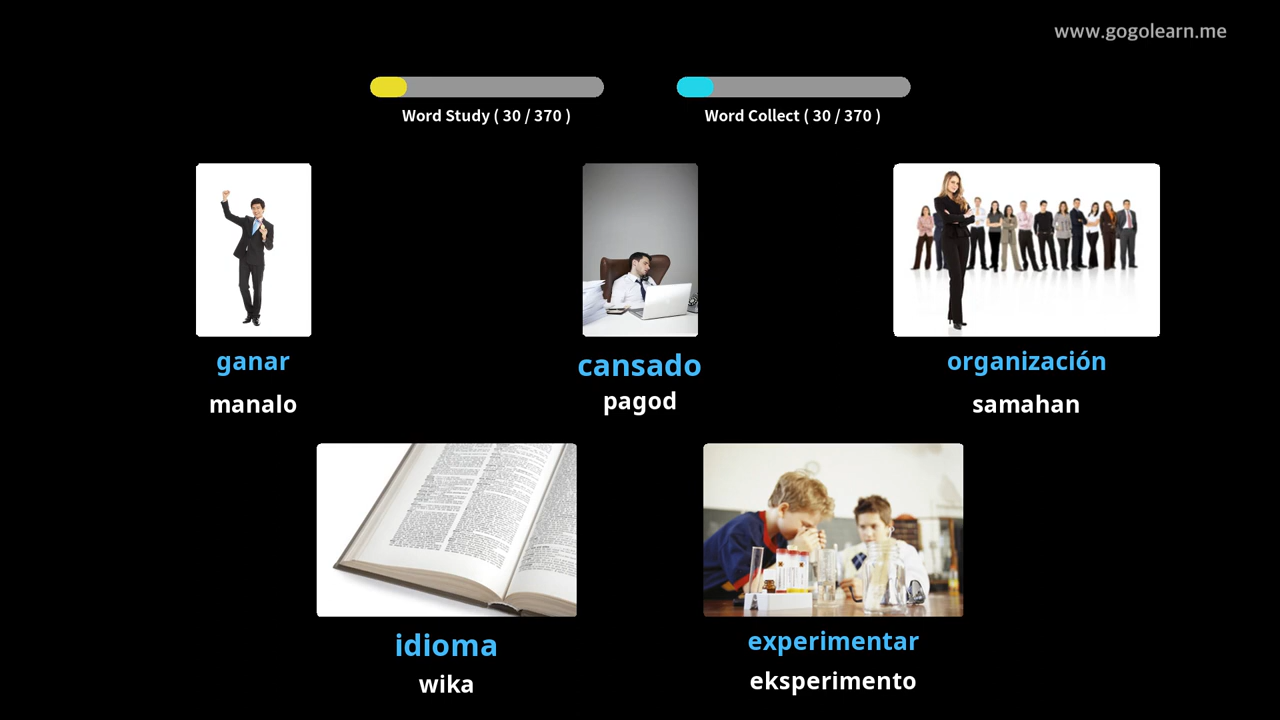 www.gogolearn.me
Word Study ( 30 / 370 )
Word Collect ( 30 / 370 )
ganar
manalo
cansado
pagod
organización
samahan
idioma
wika
experimentar
eksperimento